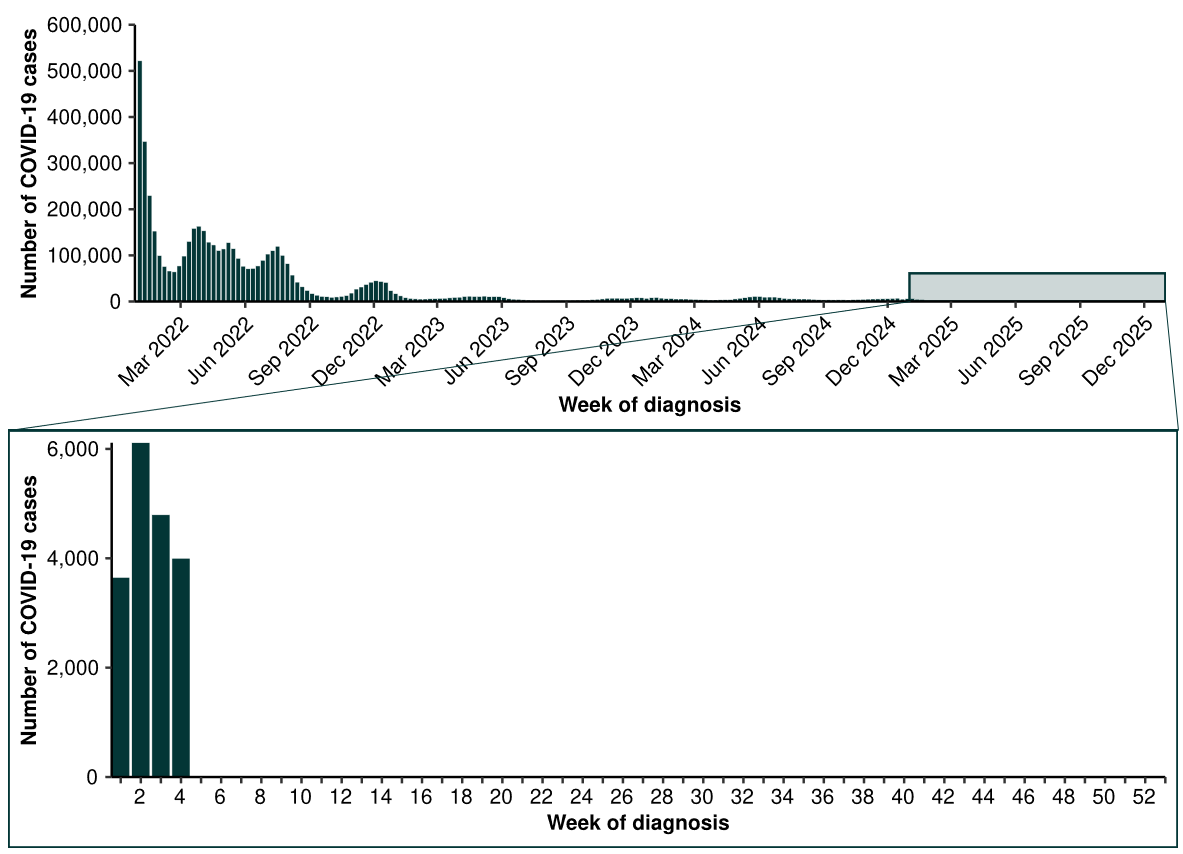 Number of COVID-19 cases
600,000
500,000
400,000
300,000
200,000
100,000
0
Mar 2022 Jun 2022 Sep 2022 Dec 2022 Mar 2023 Jun 2023 Sep 2023 Dec 2023 Mar 2024 Jun 2024 Sep 2024 Dec 2024 Mar 2025 Jun 2025 Sep 2025 Dec 2025
Week of diagnosis
Number of COVID-19 cases
6,000
4,000
2,000
0
2 4 6 8 10 12 14 16 18 20 22 24 26 28 30 32 34 36 38 40 42 44 46 48 50 52
Week of diagnosis